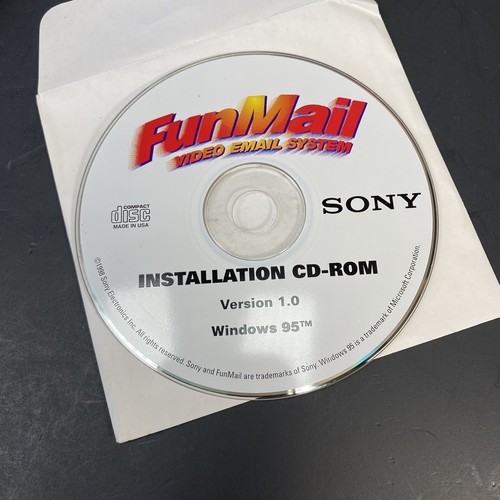 FunMail
VIDEO EMAIL SYSTEM
SONY
COMPACT
disc
MADE IN USA
INSTALLATION CD-ROM
Version 1.0
Windows 95™
©1998 Sony Electronics Inc. All rights reserved. Sony and FunMail are trademarks of Sony. Windows 95 is a trademark of Microsoft Corporation.